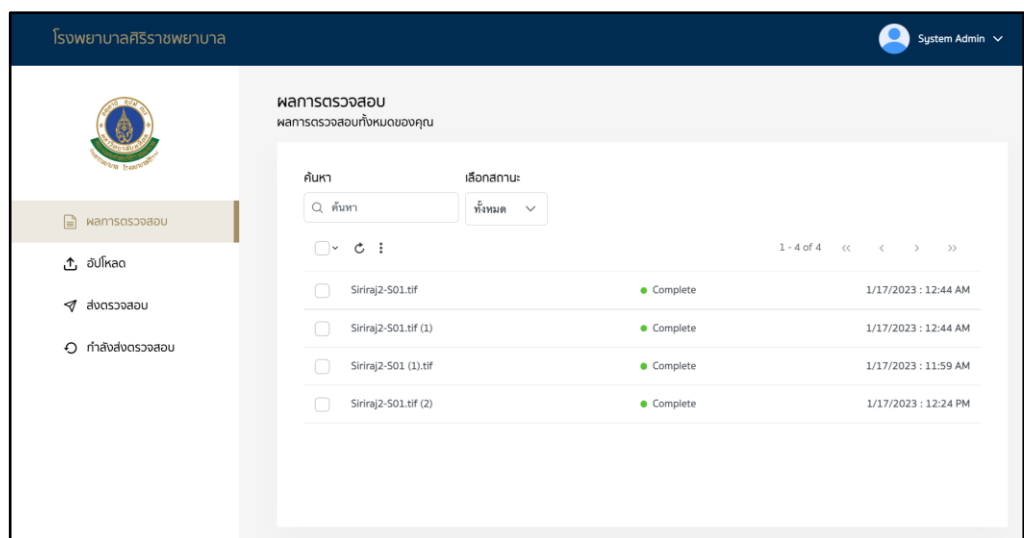 โรงพยาบาลศิริราชพยาบาล
System Admin
ผลการตรวจสอบ
อัปโหลด
ส่งตรวจสอบ
กำลังส่งตรวจสอบ
ผลการตรวจสอบ
ผลการตรวจสอบทั้งหมดของคุณ
ค้นหา เลือกสถานะ
ค้นหา ทั้งหมด
1 - 4 of 4
Siriraj2-S01.tif Complete 1/17/2023 : 12:44 AM
Siriraj2-S01.tif (1) Complete 1/17/2023 : 12:44 AM
Siriraj2-S01 (1).tif Complete 1/17/2023 : 11:59 AM
Siriraj2-S01.tif (2) Complete 1/17/2023 : 12:24 PM